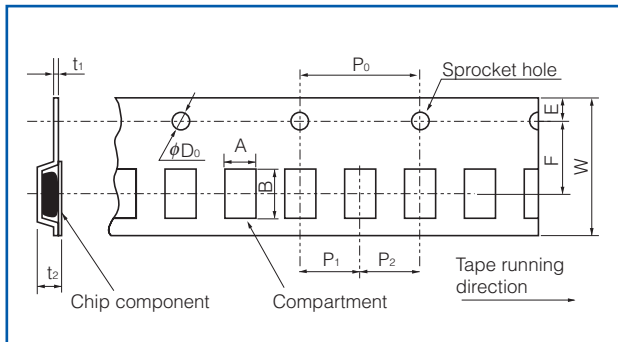 t1
P0
Sprocket hole
E
F
W
ϕD0
A
B
t2
P1
P2
Chip component
Compartment
Tape running
direction